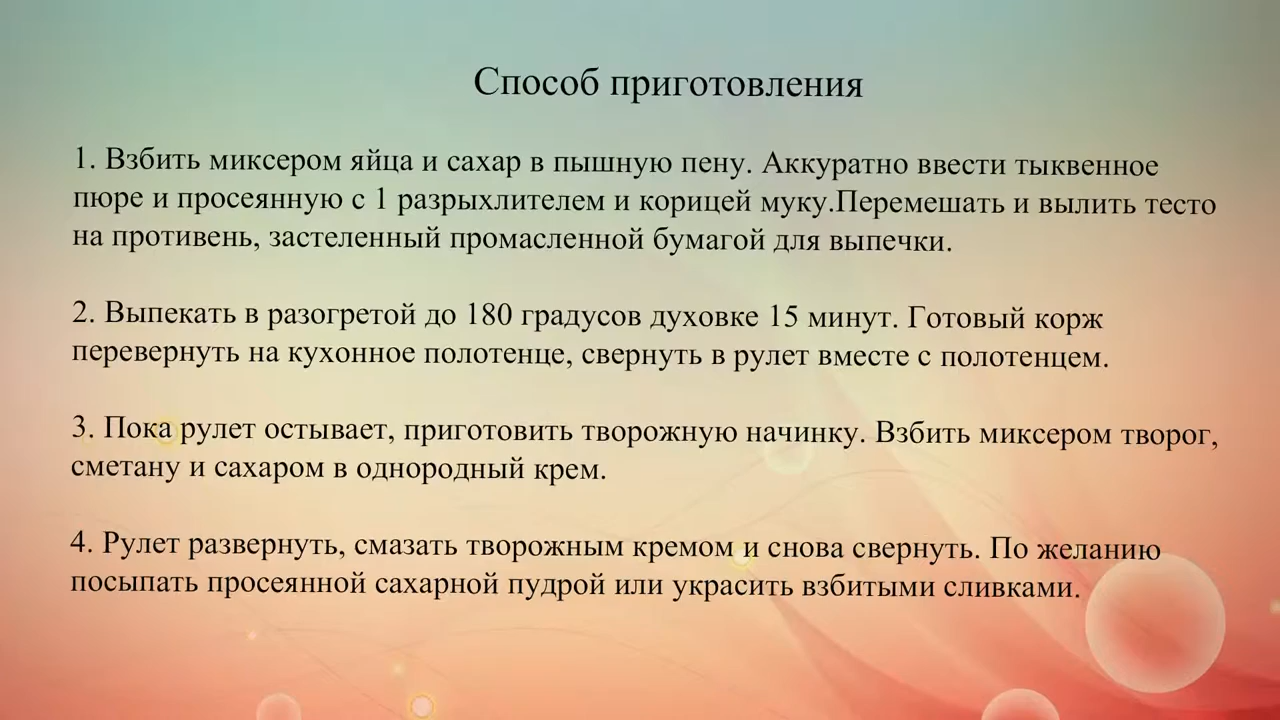 Способ приготовления
1. Взбить миксером яйца и сахар в пышную пену. Аккуратно ввести тыквенное
пюре и просеянную с 1 разрыхлителем и корицей муку.Перемешать и вылить тесто
на противень, застеленный промасленной бумагой для выпечки.
2. Выпекать в разогретой до 180 градусов духовке 15 минут. Готовый корж
перевернуть на кухонное полотенце, свернуть в рулет вместе с полотенцем.
3. Пока рулет остывает, приготовить творожную начинку. Взбить миксером творог,
сметану и сахаром в однородный крем.
4. Рулет развернуть, смазать творожным кремом и снова свернуть. По желанию
посыпать просеянной сахарной пудрой или украсить взбитыми сливками.